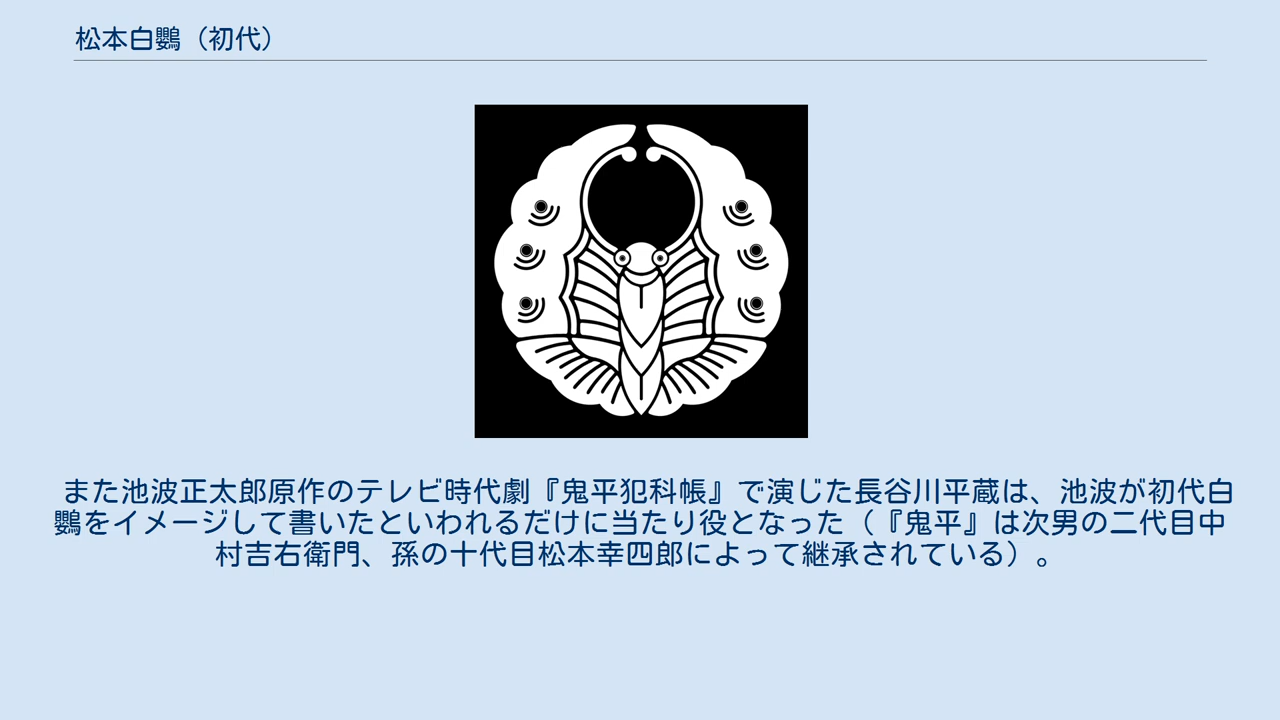 松本白鸚（初代）
また池波正太郎原作のテレビ時代劇『鬼平犯科帳』で演じた長谷川平蔵は、池波が初代白
鸚をイメージして書いたといわれるだけに当たり役となった（『鬼平』は次男の二代目中
村吉右衛門、孫の十代目松本幸四郎によって継承されている）。